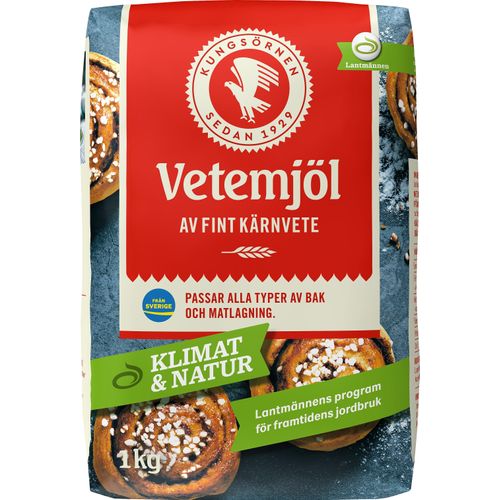 KUNGSÖRNEN
SEDAN 1929
Lantmännen
Vetemjöl
AV FINT KÄRNVETE
FRÅN
SVERIGE
PASSAR ALLA TYPER AV BAK
OCH MATLAGNING.
KLIMAT
& NATUR
Lantmännens program
för framtidens jordbruk
1kg